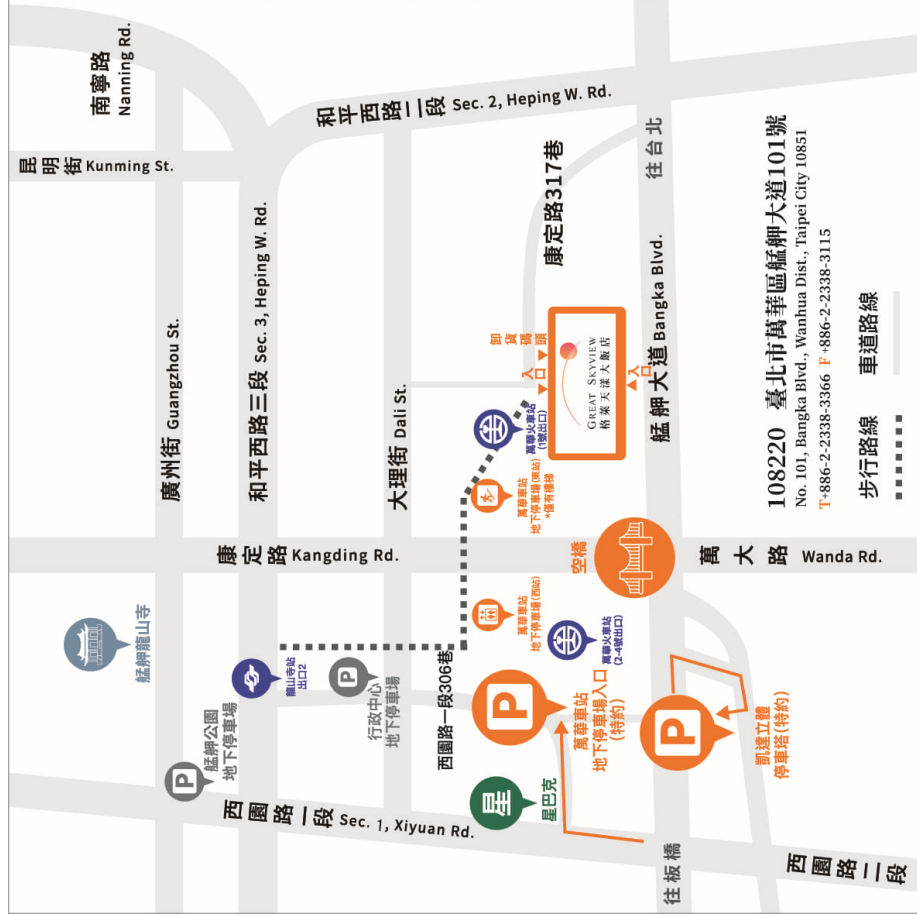 南寧路
Nanning Rd.
昆明街 Kunming St.
和平西路二段 Sec. 2, Heping W. Rd.
廣州街 Guangzhou St.
和平西路三段 Sec. 3, Heping W. Rd.
大理街 Dali St.
康定路317巷
往台北
艋舺大道 Bangka Blvd.
卸貨碼頭
入口
GREAT SKYVIEW
格萊天漾大飯店
入口
萬華火車站
(1號出口)
萬華車站
地下停車場(東站)
*僅有樓梯
康定路 Kangding Rd.
空橋
萬大路 Wanda Rd.
艋舺龍山寺
龍山寺站
出口2
P
行政中心
地下停車場
P
艋舺公園
地下停車場
西園路一段306巷
萬華車站
地下停車場(西站)
萬華火車站
(2-4號出口)
P
萬華車站
地下停車場入口
(特約)
P
凱達立體
停車塔(特約)
星
星巴克
西園路一段 Sec. 1, Xiyuan Rd.
往板橋
西園路二段
108220 臺北市萬華區艋舺大道101號
No. 101, Bangka Blvd., Wanhua Dist., Taipei City 10851
T+886-2-2338-3366 F+886-2-2338-3115
步行路線
車道路線